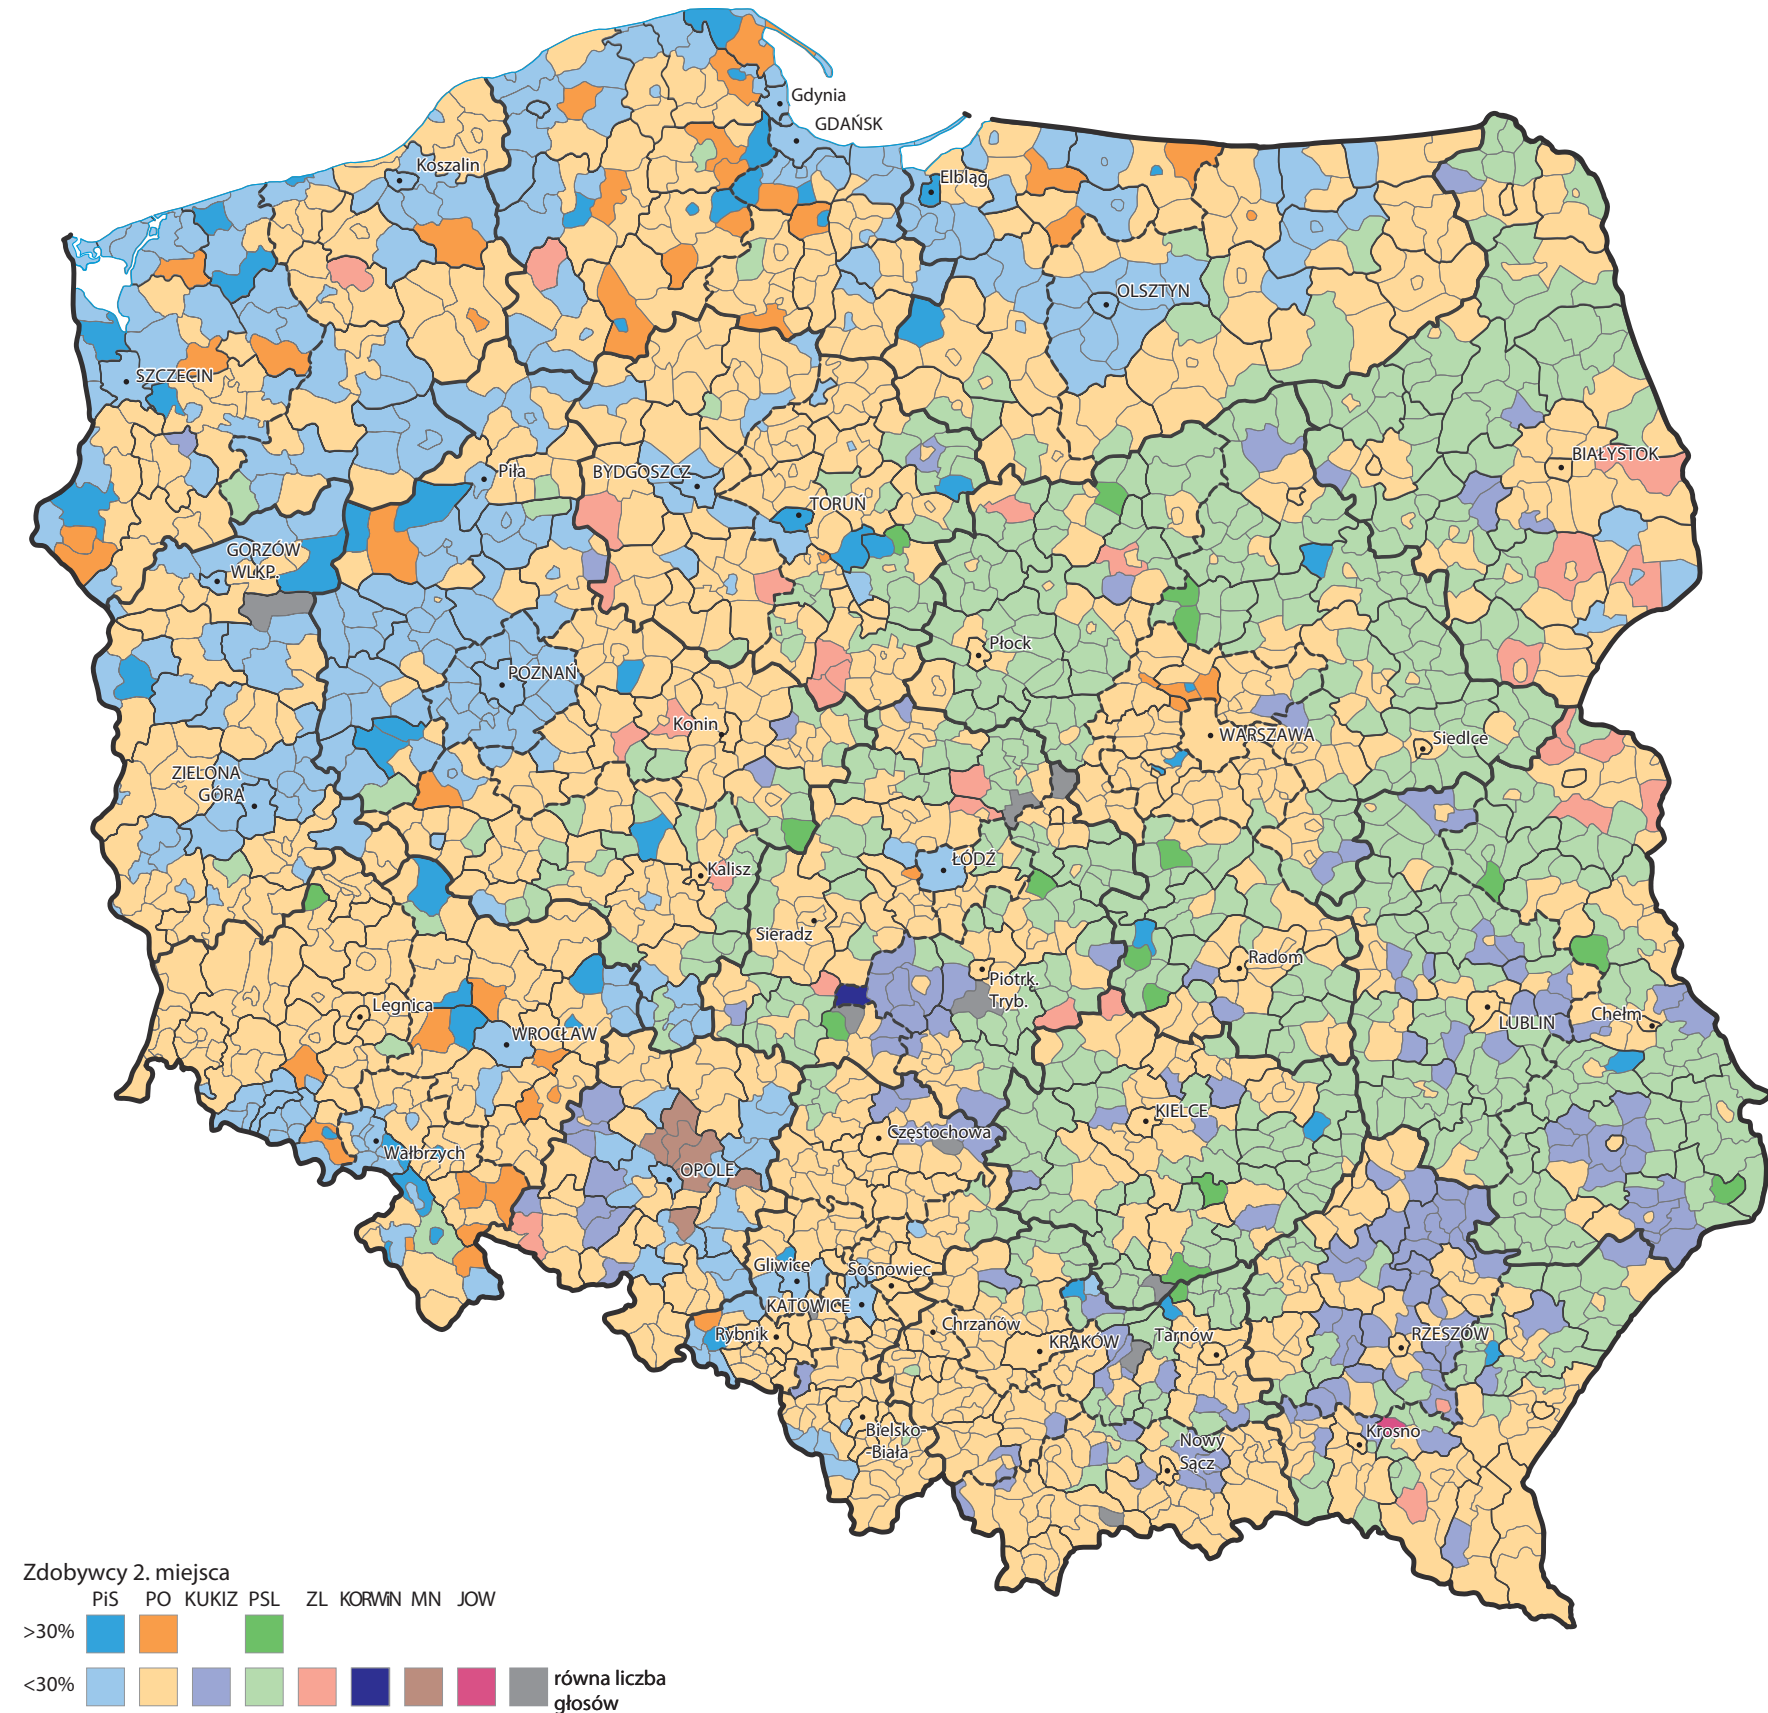 Gdynia
GDAŃSK
Koszalin
Elbląg
OLSZTYN
SZCZECIN
Piła
BYDGOSZCZ
TORUŃ
BIAŁYSTOK
GORZÓW
WLKP.
Płock
POZNAŃ
Konin
WARSZAWA
Siedlce
ZIELONA
GÓRA
ŁÓDŹ
Kalisz
Sieradz
Radom
Piotrk.
Tryb.
Legnica
WROCŁAW
LUBLIN
Chełm
KIELCE
Częstochowa
Wałbrzych
OPOLE
Gliwice
Sosnowiec
KATOWICE
Rybnik
Chrzanów
KRAKÓW
Tarnów
RZESZÓW
Bielsko-
-Biała
Nowy
Sącz
Krosno
Zdobywcy 2. miejsca
PiS PO KUKIZ PSL ZL KORWiN MN JOW
>30%
<30% równa liczba
głosów